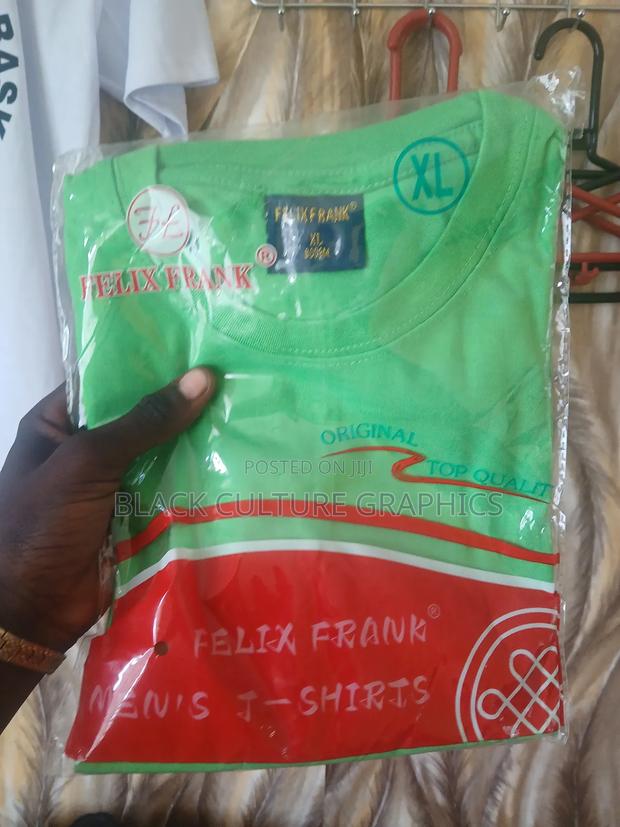 BASK
XL
FELIX FRANK®
XL
FL
FELIX FRANK®
ORIGINAL
TOP QUALIT
POSTED ON JIJI
BLACK CULTURE GRAPHICS
FELIX FRANK®
MEN'S T-SHIRTS